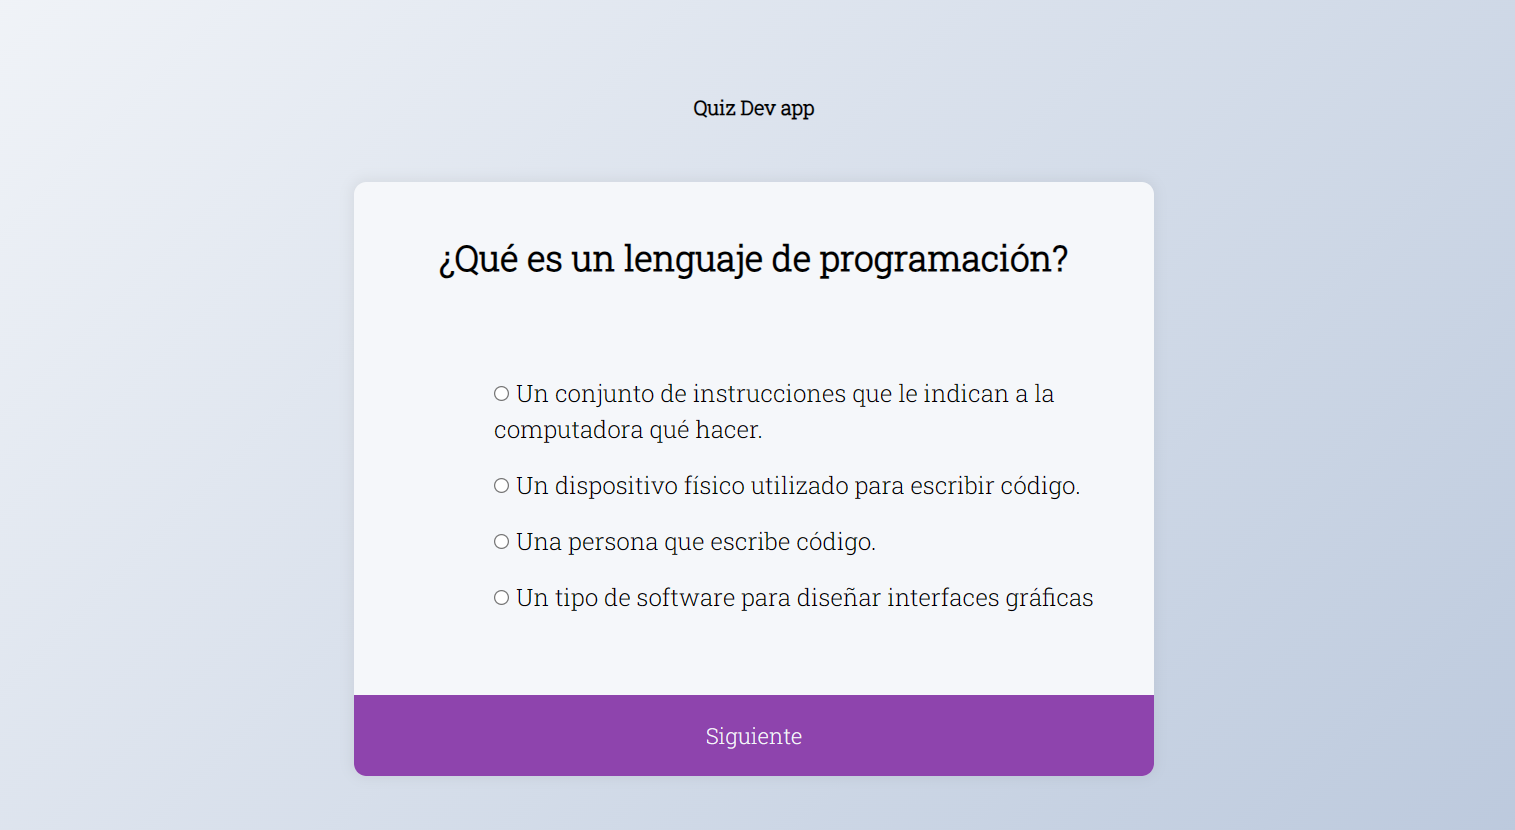 Quiz Dev app
¿Qué es un lenguaje de programación?
Un conjunto de instrucciones que le indican a la
computadora qué hacer.
Un dispositivo físico utilizado para escribir código.
Una persona que escribe código.
Un tipo de software para diseñar interfaces gráficas
Siguiente